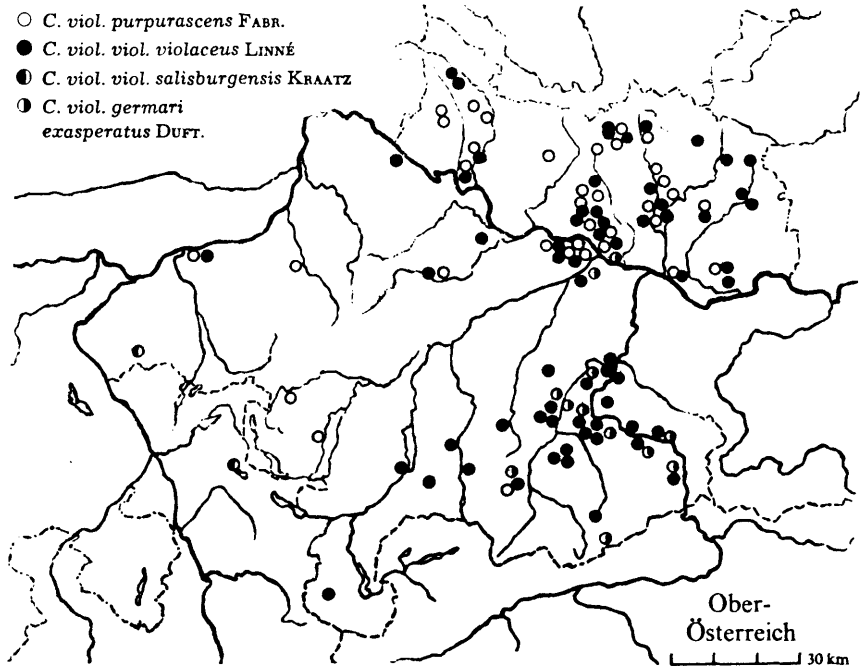 ○ C. viol. purpurascens FABR.
● C. viol. viol. violaceus LINNÉ
◐ C. viol. viol. salisburgensis KRAATZ
◑ C. viol. germari
exasperatus DUFT.
Ober-
Österreich
30 km